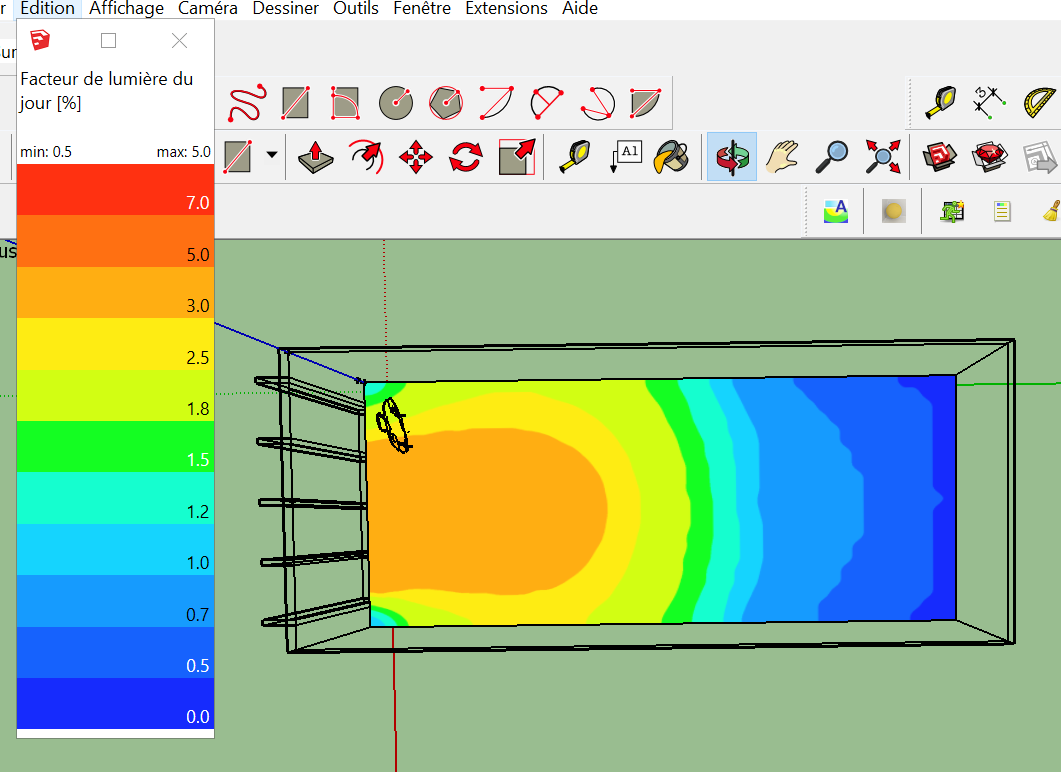 Edition Affichage Caméra Dessiner Outils Fenêtre Extensions Aide
Facteur de lumière du
jour [%]
min: 0.5 max: 5.0
7.0
5.0
3.0
2.5
1.8
1.5
1.2
1.0
0.7
0.5
0.0
A1
3
A